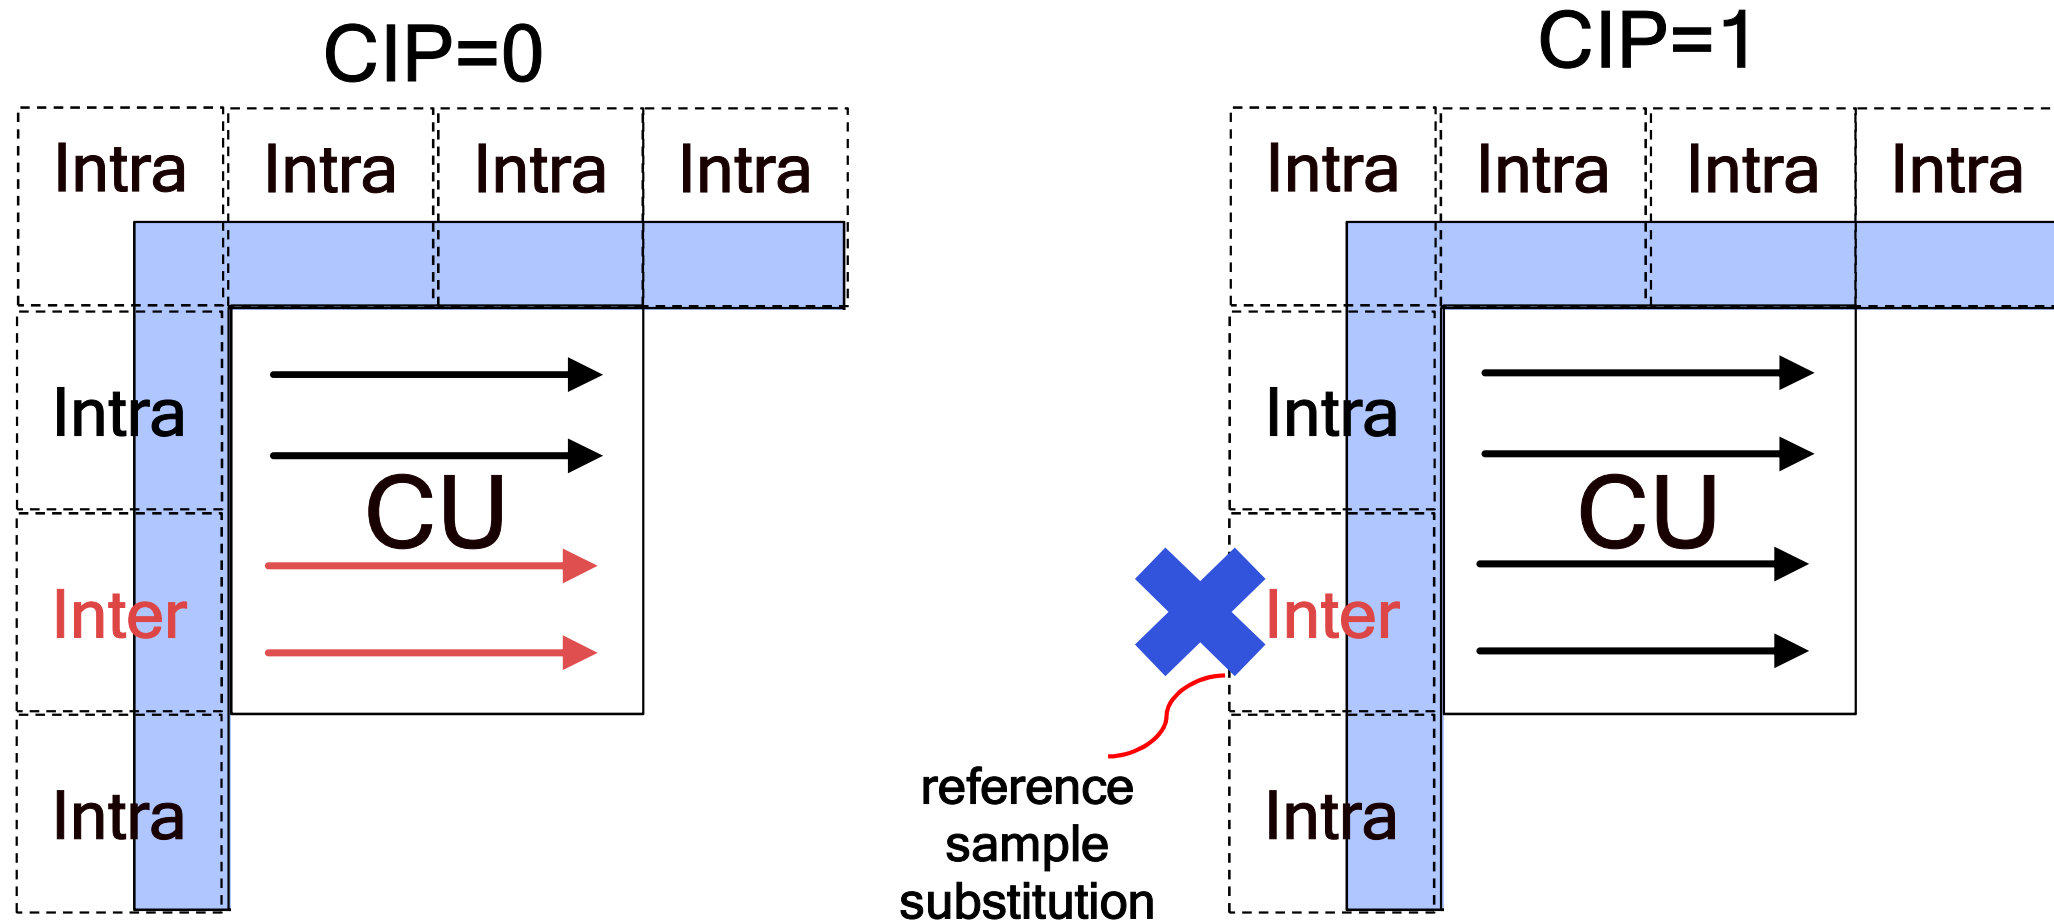 CIP=0
Intra Intra Intra Intra
Intra
CU
Inter
Intra
CIP=1
Intra Intra Intra Intra
Intra
CU
Inter
Intra
reference
sample
substitution